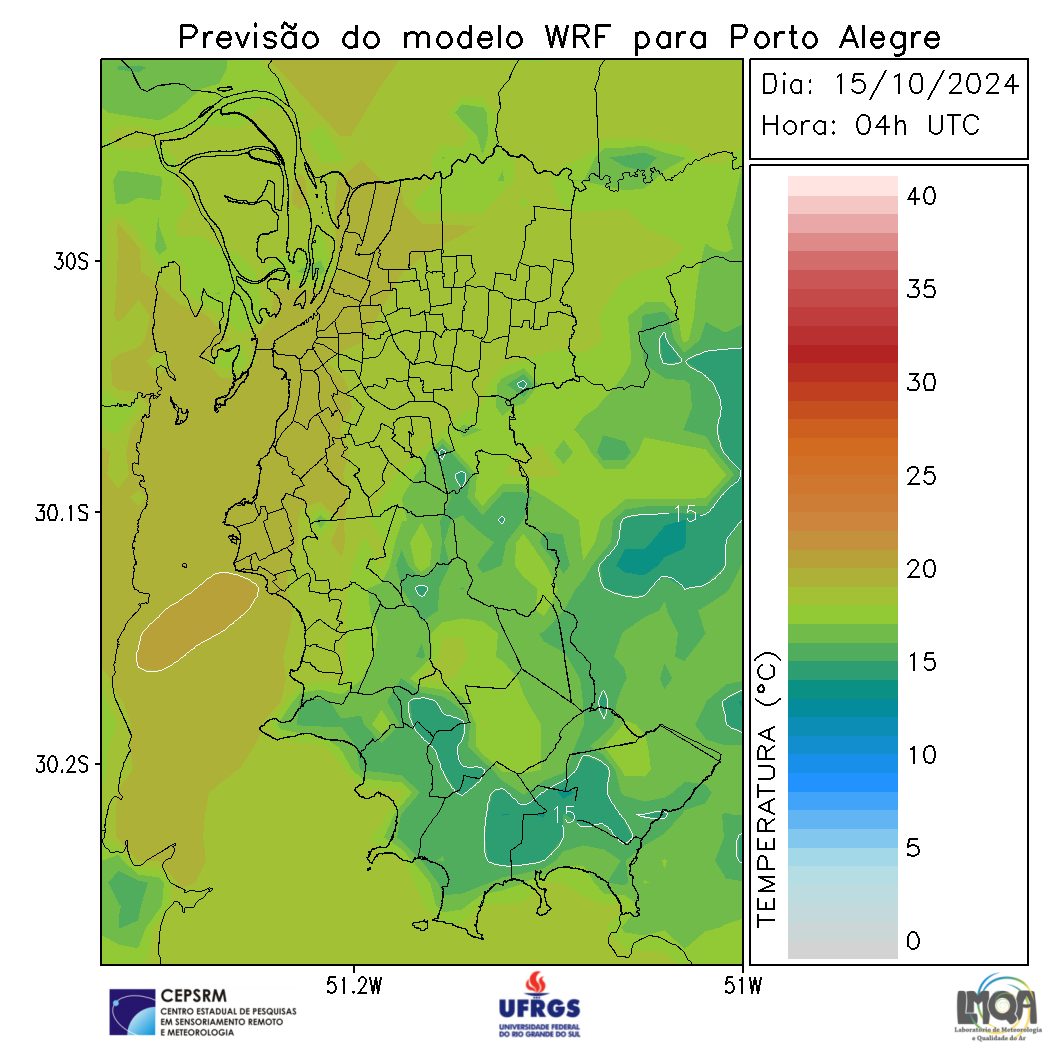 Previsão do modelo WRF para Porto Alegre
Dia: 15/10/2024
Hora: 04h UTC
40
35
30
25
20
15
10
5
0
TEMPERATURA (°C)
30S
30.1S
30.2S
51.2W
51W
15
15
CEPSRM
CENTRO ESTADUAL DE PESQUISAS
EM SENSORIAMENTO REMOTO
E METEOROLOGIA
UFRGS
UNIVERSIDADE FEDERAL
DO RIO GRANDE DO SUL
LMQA
Laboratório de Meteorologia
e Qualidade do Ar